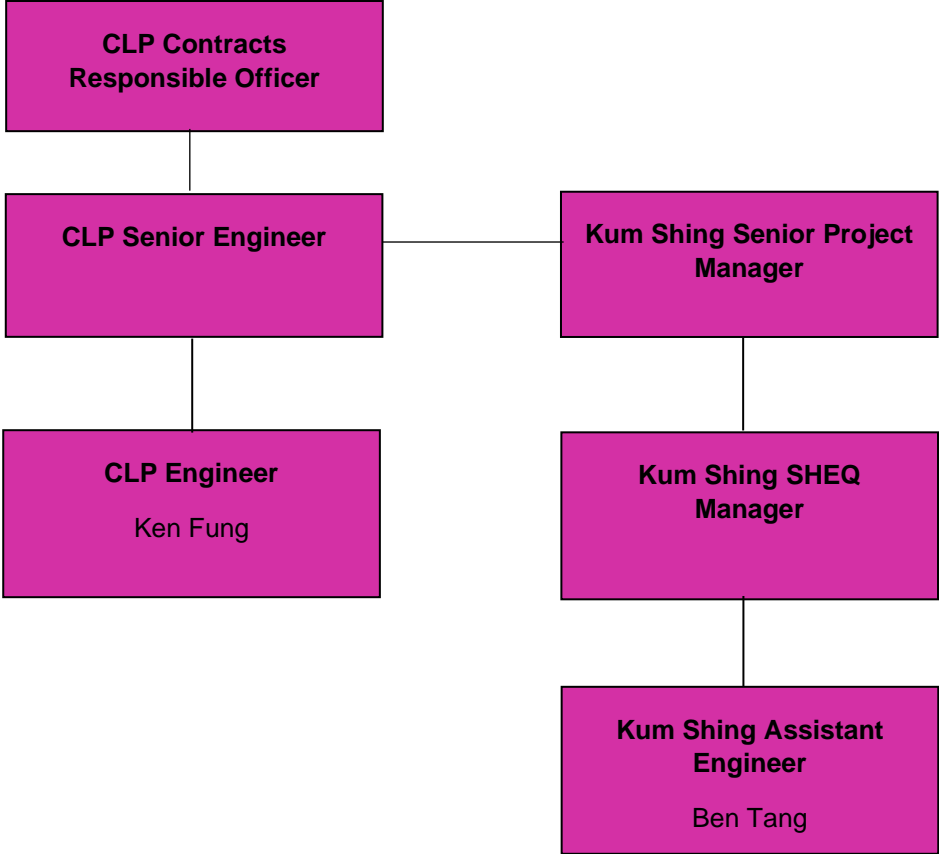 CLP Contracts
Responsible Officer
CLP Senior Engineer
Kum Shing Senior Project
Manager
CLP Engineer
Ken Fung
Kum Shing SHEQ
Manager
Kum Shing Assistant
Engineer
Ben Tang